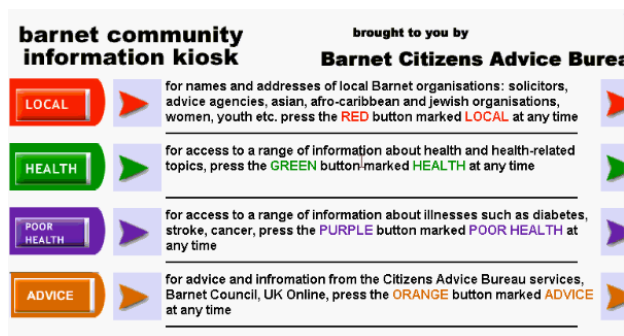 barnet community
information kiosk
brought to you by
Barnet Citizens Advice Burea
LOCAL
for names and addresses of local Barnet organisations: solicitors,
advice agencies, asian, afro-caribbean and jewish organisations,
women, youth etc. press the RED button marked LOCAL at any time
HEALTH
for access to a range of information about health and health-related
topics, press the GREEN button marked HEALTH at any time
POOR
HEALTH
for access to a range of information about illnesses such as diabetes,
stroke, cancer, press the PURPLE button marked POOR HEALTH at
any time
ADVICE
for advice and infromation from the Citizens Advice Bureau services,
Barnet Council, UK Online, press the ORANGE button marked ADVICE
at any time